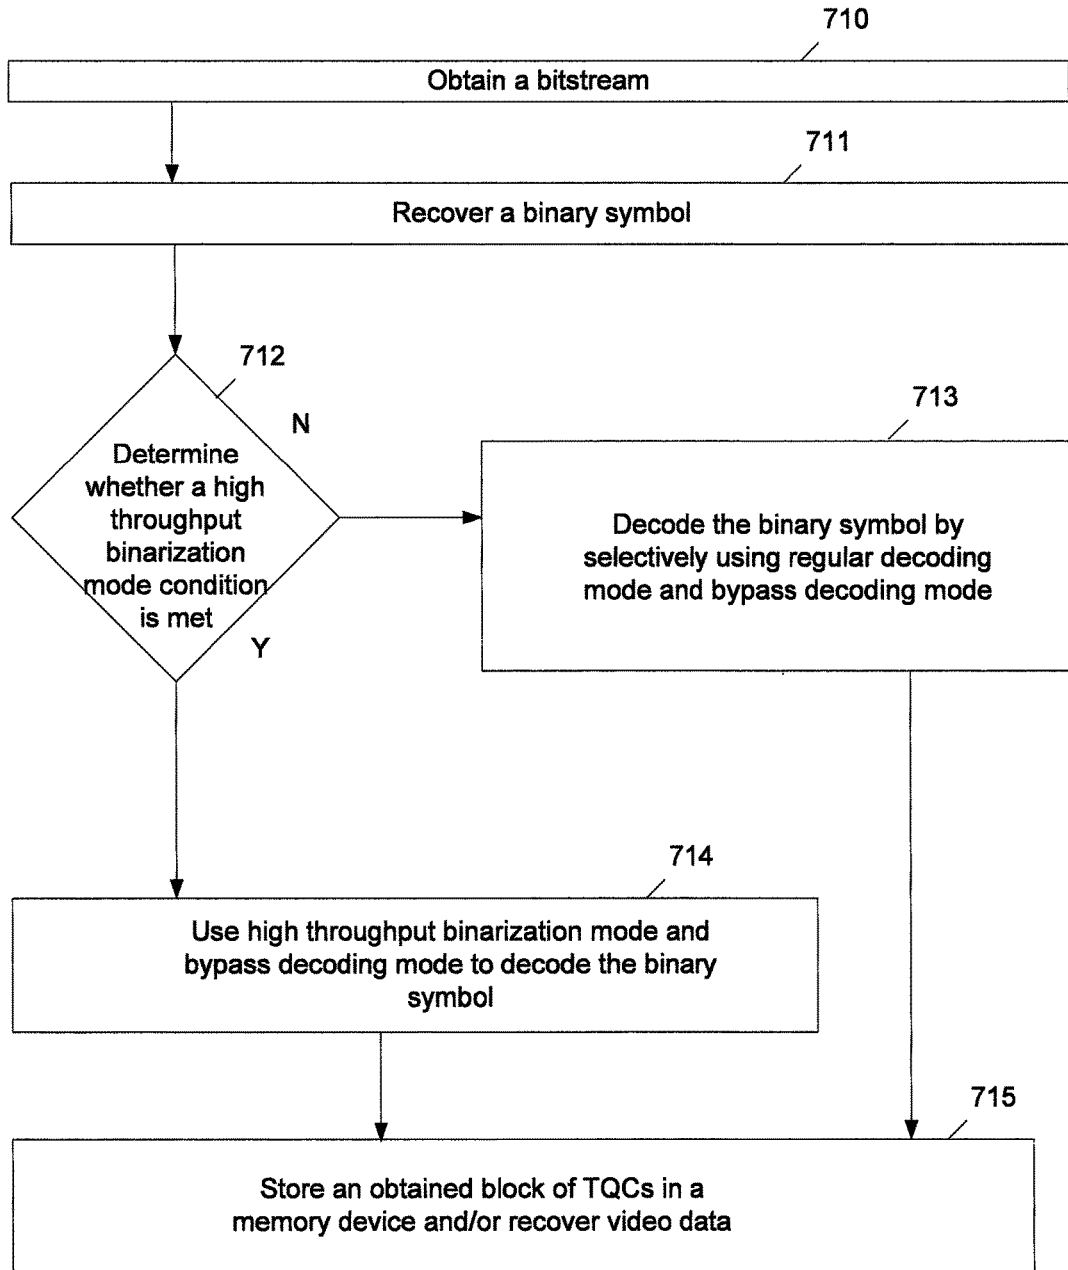 710
Obtain a bitstream
711
Recover a binary symbol
712
N
713
Determine
whether a high
throughput
binarization
mode condition
is met
Y
Decode the binary symbol by
selectively using regular decoding
mode and bypass decoding mode
714
Use high throughput binarization mode and
bypass decoding mode to decode the binary
symbol
715
Store an obtained block of TQCs in a
memory device and/or recover video data